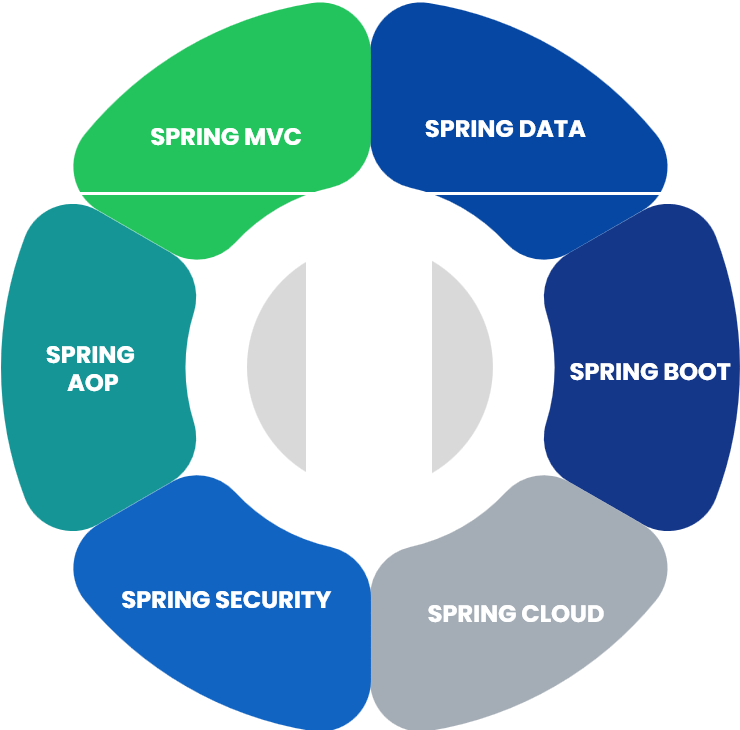 SPRING MVC
SPRING DATA
SPRING
AOP
SPRING BOOT
SPRING SECURITY
SPRING CLOUD